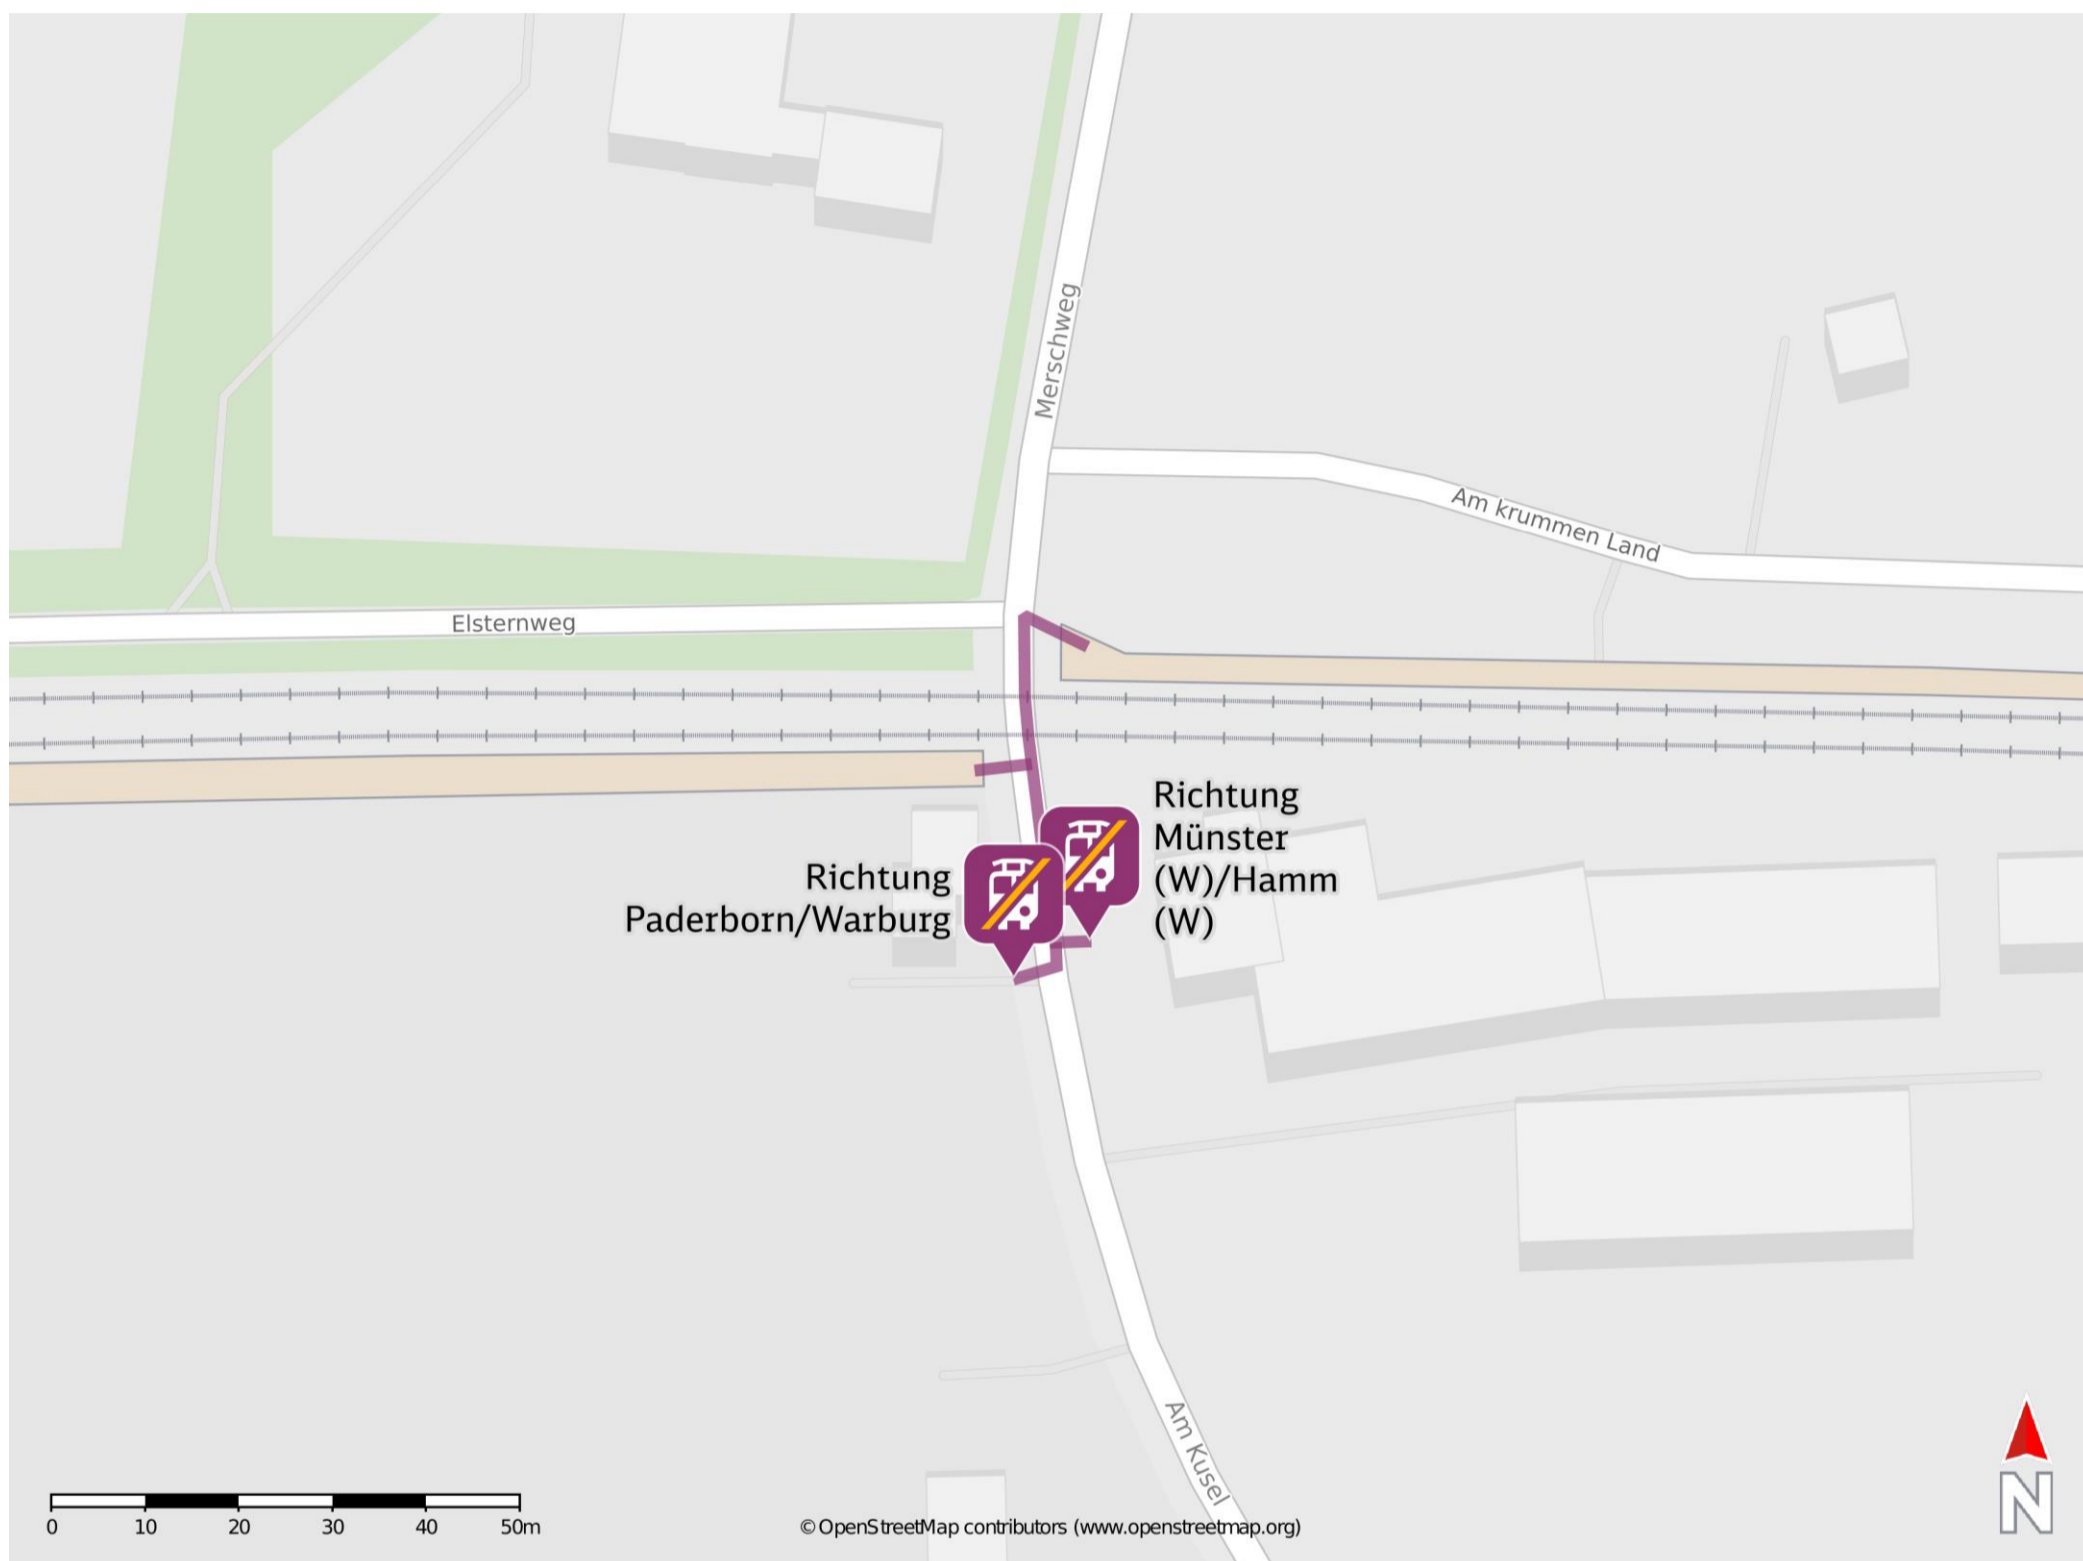 Merschweg
Am krummen Land
Elsternweg
Richtung
Münster
(W)/Hamm
(W)
Richtung
Paderborn/Warburg
Am Kusel
0 10 20 30 40 50m
© OpenStreetMap contributors (www.openstreetmap.org)
N